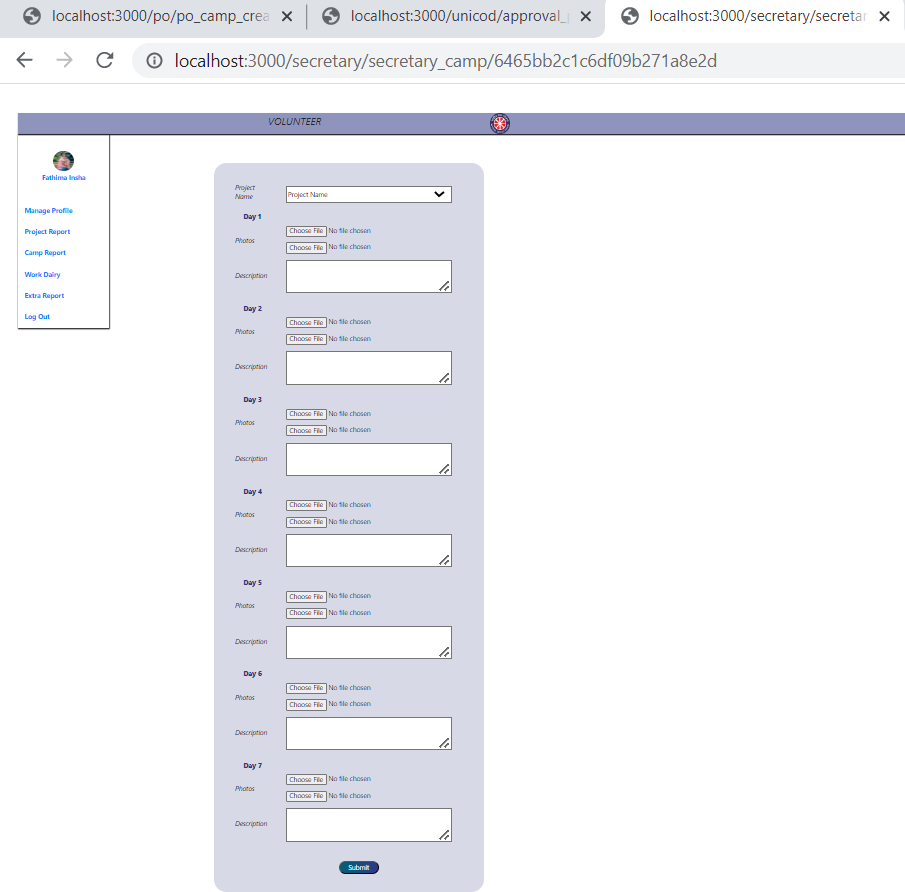 localhost:3000/po/po_camp_crea
localhost:3000/unicod/approval_
localhost:3000/secretary/secretar
localhost:3000/secretary/secretary_camp/6465bb2c1c6df09b271a8e2d
VOLUNTEER
Fathima Insha
Manage Profile
Project Report
Camp Report
Work Dairy
Extra Report
Log Out
Project
Name
Project Name
Day 1
Photos
Choose File No file chosen
Choose File No file chosen
Description
Day 2
Photos
Choose File No file chosen
Choose File No file chosen
Description
Day 3
Photos
Choose File No file chosen
Choose File No file chosen
Description
Day 4
Photos
Choose File No file chosen
Choose File No file chosen
Description
Day 5
Photos
Choose File No file chosen
Choose File No file chosen
Description
Day 6
Photos
Choose File No file chosen
Choose File No file chosen
Description
Day 7
Photos
Choose File No file chosen
Choose File No file chosen
Description
Submit